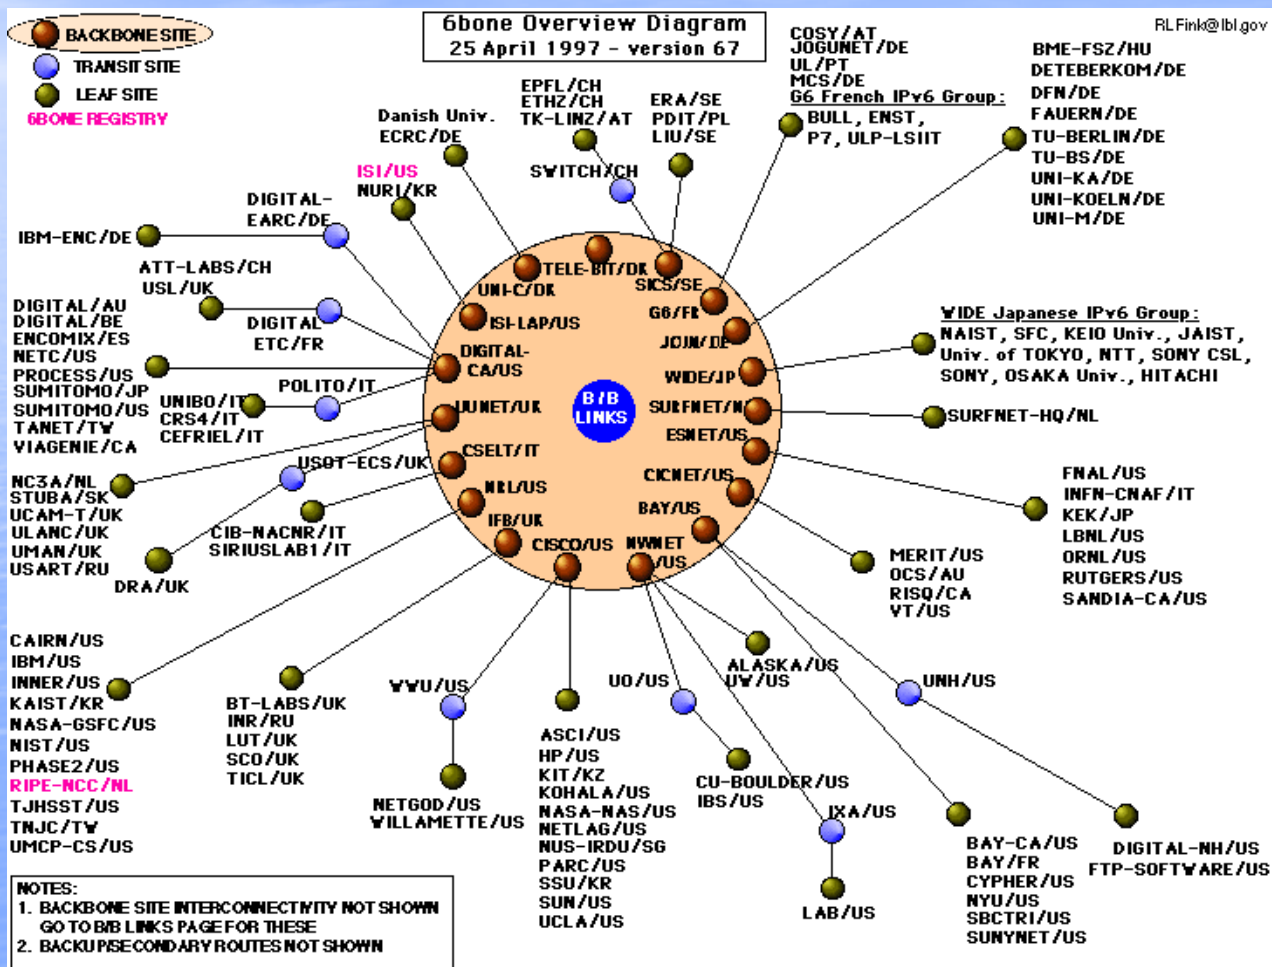 6bone Overview Diagram
25 April 1997 - version 67
RLFink@lbl.gov
BACKBONE SITE
TRANSIT SITE
LEAF SITE
6BONE REGISTRY
Danish Univ.
ECRC/DE
EPFL/CH
ETHZ/CH
TK-LINZ/AT
SWITCH/CH
ERA/SE
PDIT/PL
LIU/SE
COSY/AT
JOGUNET/DE
UL/PT
MCS/DE
G6 French IPv6 Group:
BULL, ENST,
P7, ULP-LSIIT
BME-FSZ/HU
DETEBERKOM/DE
DFN/DE
FAUERN/DE
TU-BERLIN/DE
TU-BS/DE
UNI-KA/DE
UNI-KOELN/DE
UNI-M/DE
ISI/US
NURI/KR
DIGITAL-
EARC/DE
IBM-ENC/DE
ATT-LABS/CH
USL/UK
DIGITAL
ETC/FR
DIGITAL/AU
DIGITAL/BE
ENCOMIX/ES
NETC/US
PROCESS/US
SUMITOMO/JP
SUMITOMO/US
TANET/TW
VIAGENIE/CA
POLITO/IT
UNIBO/IT
CRS4/IT
CEFRIEL/IT
TELE-BIT/DK
UNI-C/DK
SICS/SE
ISI-LAP/US
G6/FR
JOIN/DE
DIGITAL-
CA/US
WIDE/JP
UUNET/UK
B/B
LINKS
SURFNET/N
ESNET/US
CSELT/IT
CICNET/US
NRL/US
BAY/US
IFB/UK
CISCO/US
NWNET
/US
WIDE Japanese IPv6 Group:
NAIST, SFC, KEIO Univ., JAIST,
Univ. of TOKYO, NTT, SONY CSL,
SONY, OSAKA Univ., HITACHI
SURFNET-HQ/NL
FNAL/US
INFN-CNAF/IT
KEK/JP
LBNL/US
ORNL/US
RUTGERS/US
SANDIA-CA/US
MERIT/US
OCS/AU
RISQ/CA
VT/US
USOT-ECS/UK
NC3A/NL
STUBA/SK
UCAM-T/UK
ULANC/UK
UMAN/UK
USART/RU
DRA/UK
CIB-NACNR/IT
SIRIUSLAB1/IT
CAIRN/US
IBM/US
INNER/US
KAIST/KR
NASA-GSFC/US
NIST/US
PHASE2/US
RIPE-NCC/NL
TJHSST/US
TNJC/TW
UMCP-CS/US
BT-LABS/UK
INR/RU
LUT/UK
SCO/UK
TICL/UK
WWU/US
NETGOD/US
WILLAMETTE/US
ASCI/US
HP/US
KIT/KZ
KOHALA/US
NASA-NAS/US
NETLAG/US
NUS-IRDU/SG
PARC/US
SSU/KR
SUN/US
UCLA/US
UO/US
ALASKA/US
UW/US
CU-BOULDER/US
IBS/US
IXA/US
LAB/US
UNH/US
BAY-CA/US
BAY/FR
CYPHER/US
NYU/US
SBCTRI/US
SUNYNET/US
DIGITAL-NH/US
FTP-SOFTWARE/US
NOTES:
1. BACKBONE SITE INTERCONNECTIVITY NOT SHOWN
GO TO B/B LINKS PAGE FOR THESE
2. BACKUP/SECONDARY ROUTES NOT SHOWN